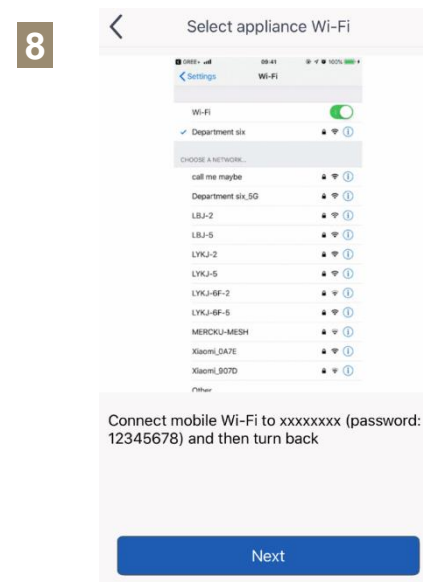 8
Select appliance Wi-Fi
GREE+ 09:41 100%
Settings Wi-Fi
Wi-Fi
Department six
CHOOSE A NETWORK...
call me maybe
Department six_5G
LBJ-2
LBJ-5
LYKJ-2
LYKJ-5
LYKJ-6F-2
LYKJ-6F-5
MERCKU-MESH
Xiaomi_0A7E
Xiaomi_907D
Other
Connect mobile Wi-Fi to xxxxxxxx (password:
12345678) and then turn back
Next